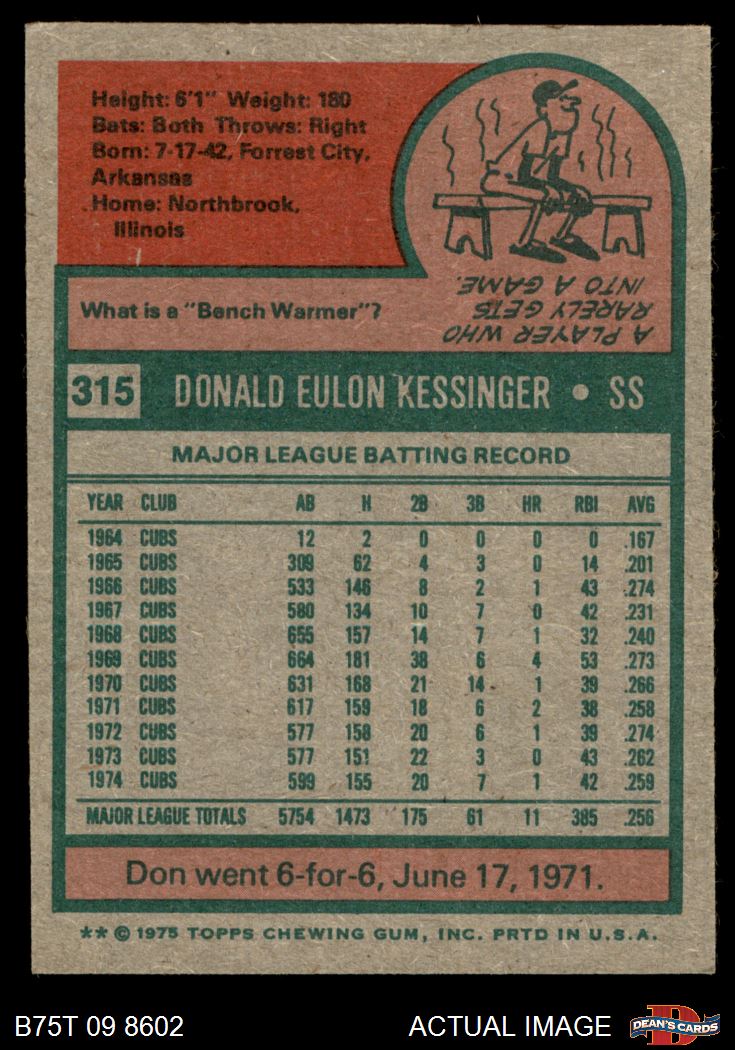 Height: 6'1" Weight: 180
Bats: Both Throws: Right
Born: 7-17-42, Forrest City,
Arkansas
Home: Northbrook,
Illinois
What is a "Bench Warmer"?
A PLAYER WHO
RARELY GETS
INTO A GAME.
315 DONALD EULON KESSINGER • SS
MAJOR LEAGUE BATTING RECORD
YEAR CLUB AB H 2B 3B HR RBI AVG
1964 CUBS 12 2 0 0 0 0 .167
1965 CUBS 309 62 4 3 0 14 .201
1966 CUBS 533 146 8 2 1 43 .274
1967 CUBS 580 134 10 7 0 42 .231
1968 CUBS 655 157 14 7 1 32 .240
1969 CUBS 664 181 38 6 4 53 .273
1970 CUBS 631 168 21 14 1 39 .266
1971 CUBS 617 159 18 6 2 38 .258
1972 CUBS 577 158 20 6 1 39 .274
1973 CUBS 577 151 22 3 0 43 .262
1974 CUBS 599 155 20 7 1 42 .259
MAJOR LEAGUE TOTALS 5754 1473 175 61 11 385 .256
Don went 6-for-6, June 17, 1971.
** © 1975 TOPPS CHEWING GUM, INC. PRTD IN U.S.A.
B75T 09 8602 ACTUAL IMAGE
DEAN'S CARDS